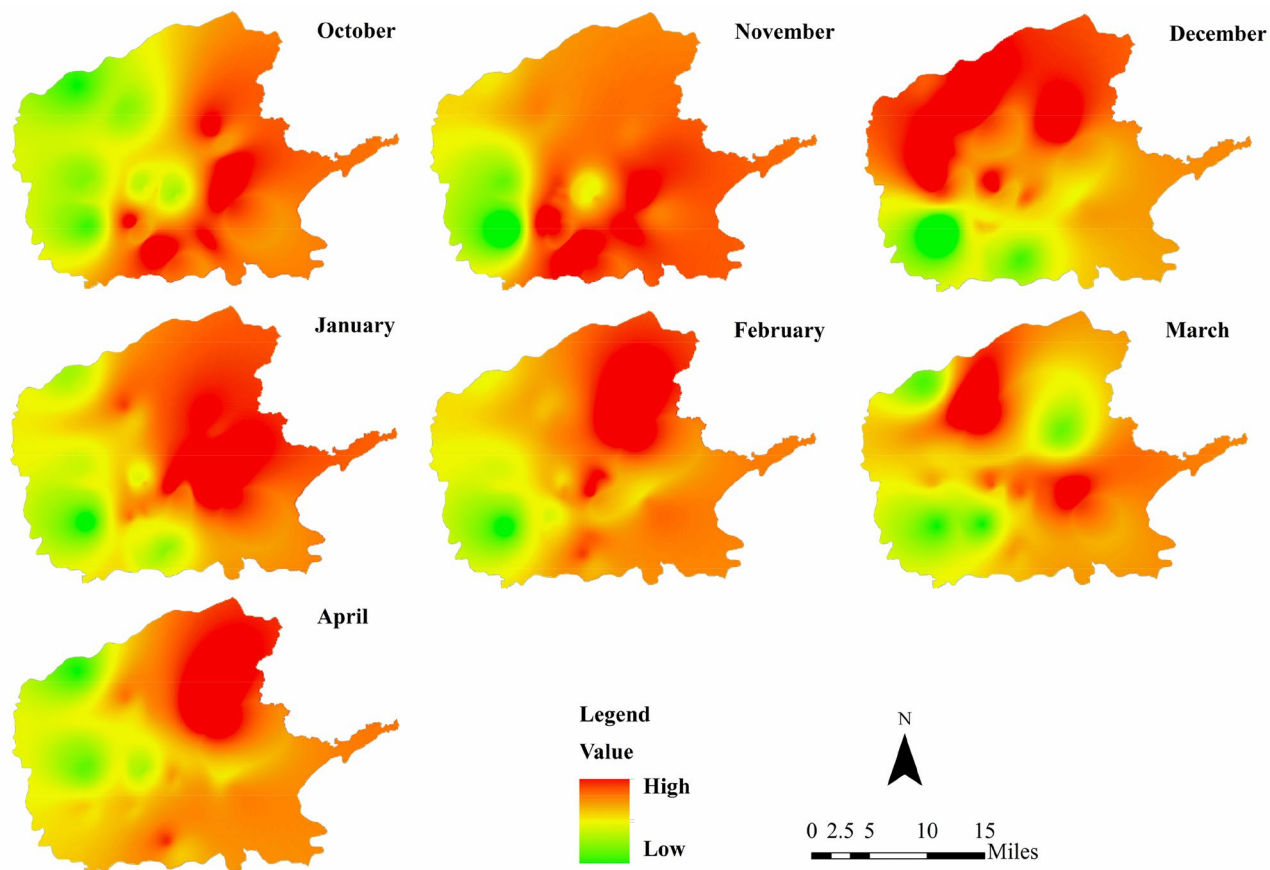 October
November
December
January
February
March
April
Legend
Value
High
Low
N
0 2.5 5 10 15
Miles